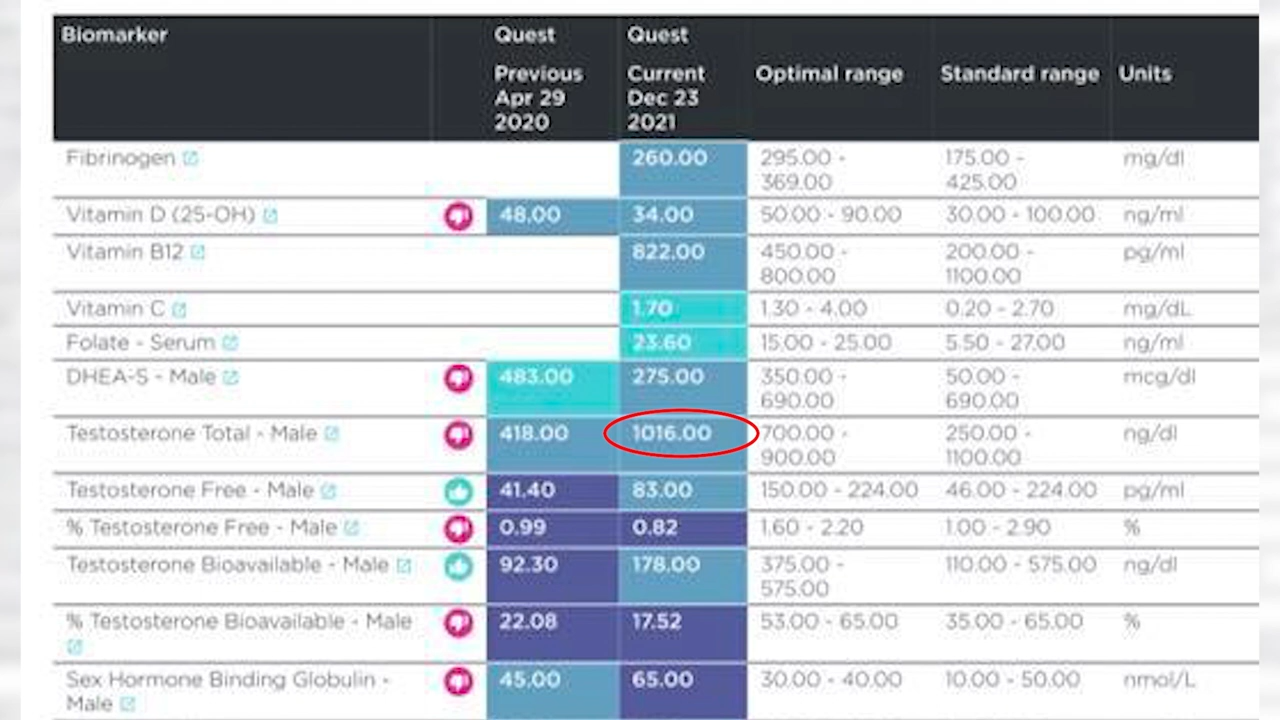 Biomarker Quest Quest
Previous Current Optimal range Standard range Units
Apr 29 Dec 23
2020 2021
Fibrinogen 260.00 295.00 - 175.00 - mg/dl
369.00 425.00
Vitamin D (25-OH) 48.00 34.00 50.00 - 90.00 30.00 - 100.00 ng/ml
Vitamin B12 822.00 450.00 - 200.00 - pg/ml
800.00 1100.00
Vitamin C 1.70 1.30 - 4.00 0.20 - 2.70 mg/dL
Folate - Serum 23.60 15.00 - 25.00 5.50 - 27.00 ng/ml
DHEA-S - Male 483.00 275.00 350.00 - 50.00 - mcg/dl
690.00 690.00
Testosterone Total - Male 418.00 1016.00 700.00 - 250.00 - ng/dl
900.00 1100.00
Testosterone Free - Male 41.40 83.00 150.00 - 224.00 46.00 - 224.00 pg/ml
% Testosterone Free - Male 0.99 0.82 1.60 - 2.20 1.00 - 2.90 %
Testosterone Bioavailable - Male 92.30 178.00 375.00 - 110.00 - 575.00 ng/dl
575.00
% Testosterone Bioavailable - Male 22.08 17.52 53.00 - 65.00 35.00 - 65.00 %
Sex Hormone Binding Globulin - 45.00 65.00 30.00 - 40.00 10.00 - 50.00 nmol/L
Male